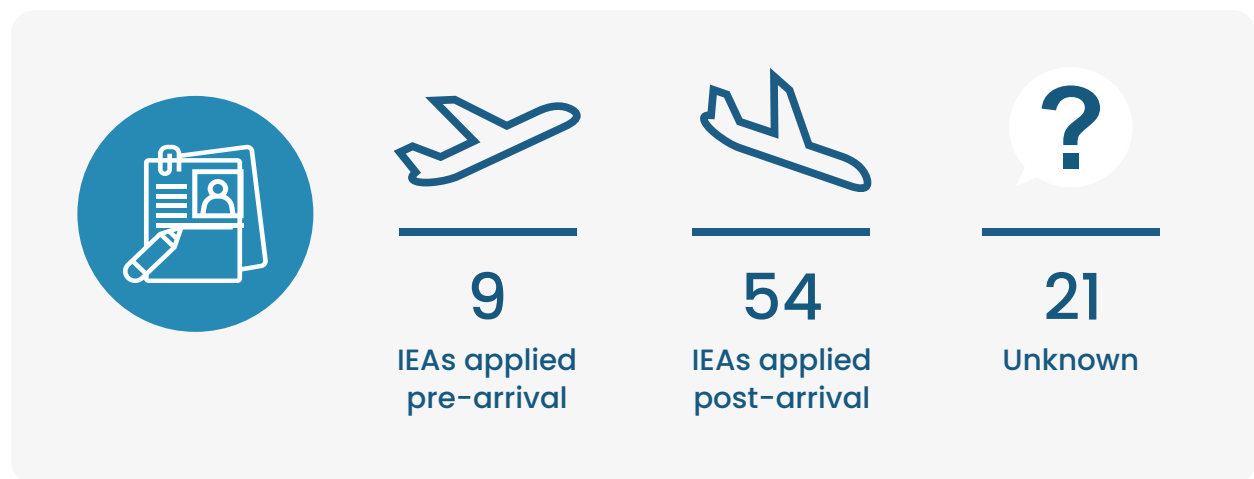 ?
9
IEAs applied
pre-arrival
54
IEAs applied
post-arrival
21
Unknown